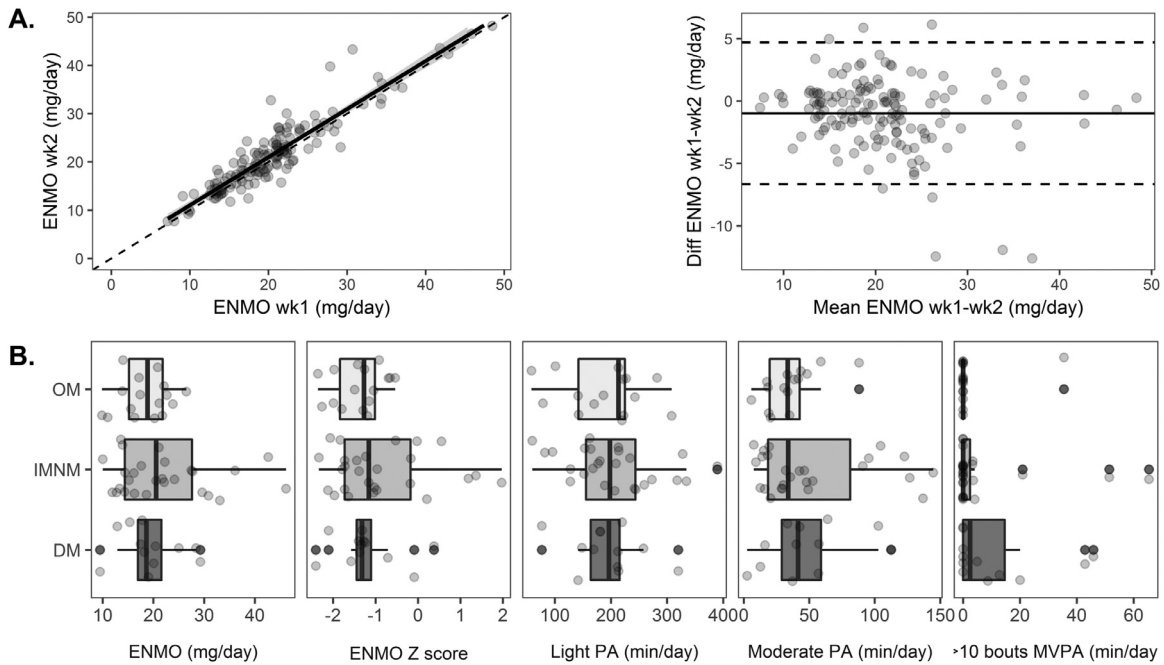 A.
50
40
30
20
10
0
ENMO wk2 (mg/day)
0 10 20 30 40 50
ENMO wk1 (mg/day)
5
0
-5
-10
Diff ENMO wk1-wk2 (mg/day)
10 20 30 40 50
Mean ENMO wk1-wk2 (mg/day)
B.
OM
IMNM
DM
10 20 30 40
ENMO (mg/day)
-2 -1 0 1 2
ENMO Z score
100 200 300 400
Light PA (min/day)
0 50 100 150
Moderate PA (min/day)
0 20 40 60
>10 bouts MVPA (min/day